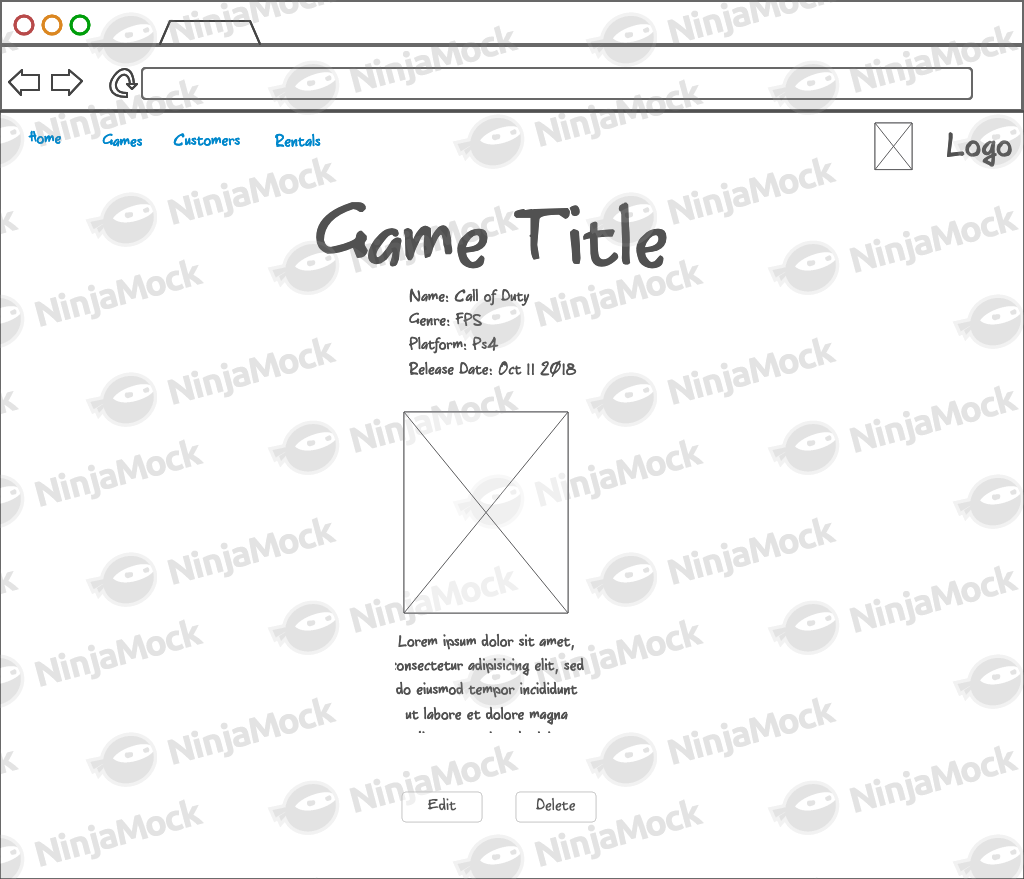 Home Games Customers Rentals
Logo
Game Title
Name: Call of Duty
Genre: FPS
Platform: Ps4
Release Date: Oct 11 2018
Lorem ipsum dolor sit amet,
consectetur adipisicing elit, sed
do eiusmod tempor incididunt
ut labore et dolore magna
Edit Delete
NinjaMock